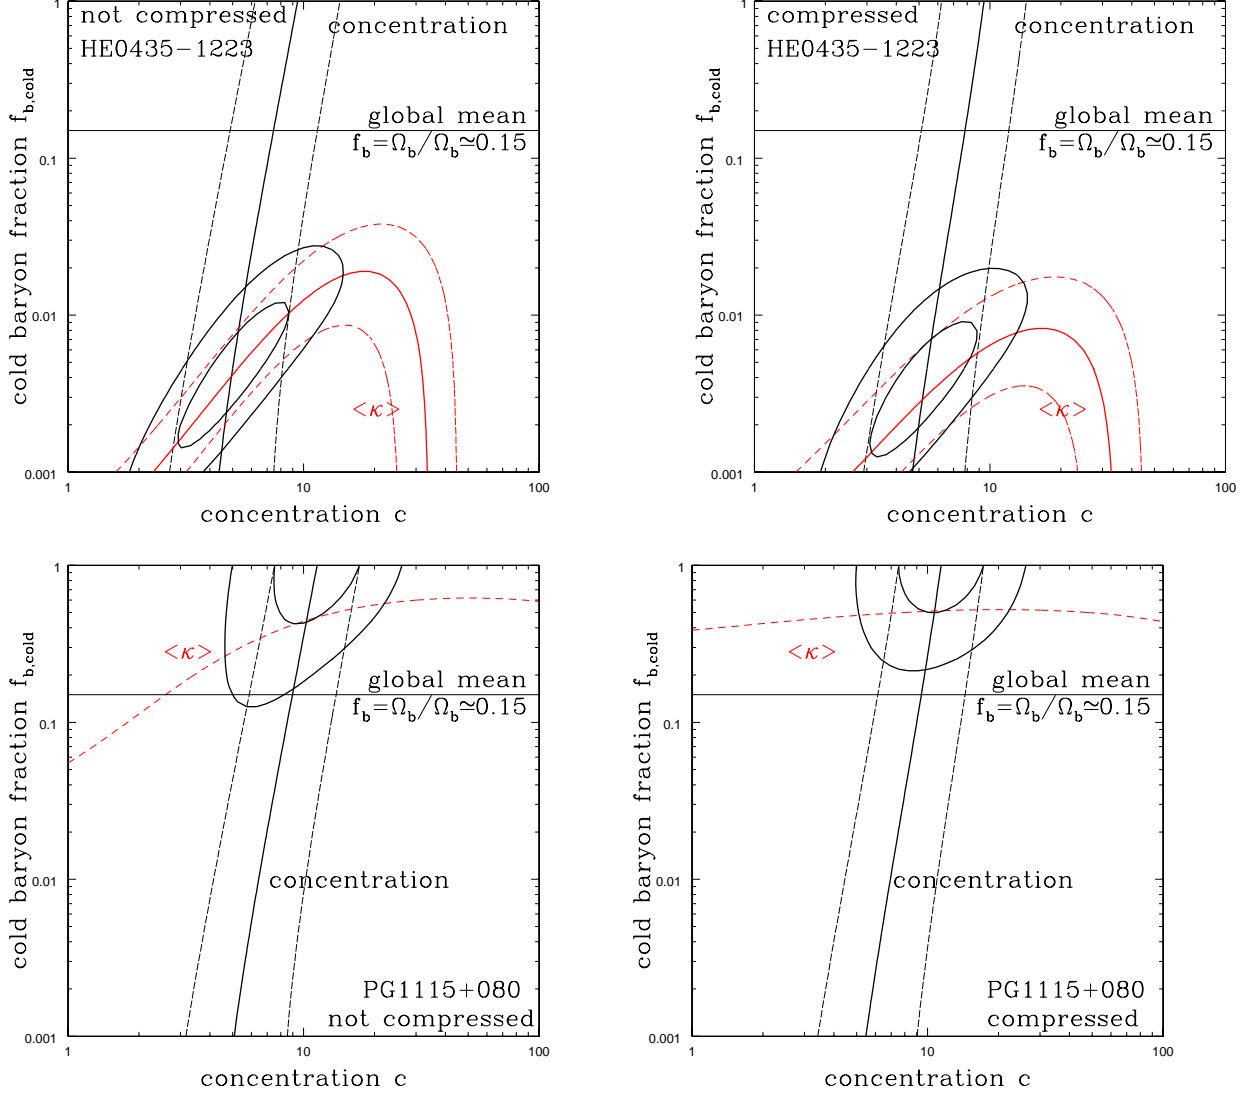 not compressed
HE0435−1223
concentration
global mean
f_b=Ω_b/Ω_b≃0.15
<κ>
cold baryon fraction f_b,cold
1
0.1
0.01
0.001
1
10
100
concentration c
compressed
HE0435−1223
concentration
global mean
f_b=Ω_b/Ω_b≃0.15
<κ>
cold baryon fraction f_b,cold
1
0.1
0.01
0.001
1
10
100
concentration c
<κ>
global mean
f_b=Ω_b/Ω_b≃0.15
concentration
PG1115+080
not compressed
cold baryon fraction f_b,cold
1
0.1
0.01
0.001
1
10
100
concentration c
<κ>
global mean
f_b=Ω_b/Ω_b≃0.15
concentration
PG1115+080
compressed
cold baryon fraction f_b,cold
1
0.1
0.01
0.001
1
10
100
concentration c